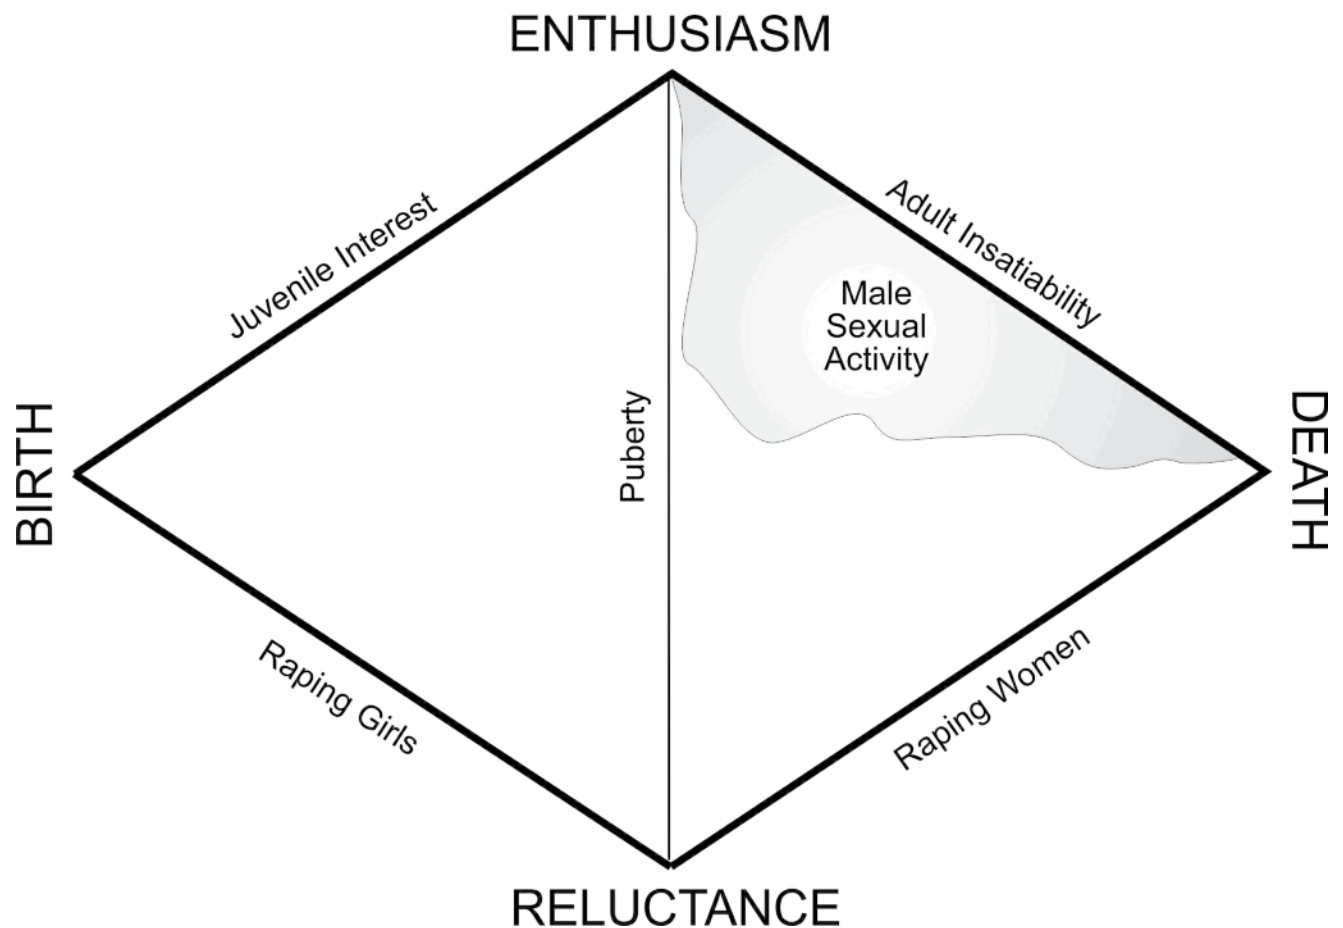 ENTHUSIASM
Juvenile Interest
Adult Insatiability
Male
Sexual
Activity
Puberty
BIRTH
DEATH
Raping Girls
Raping Women
RELUCTANCE